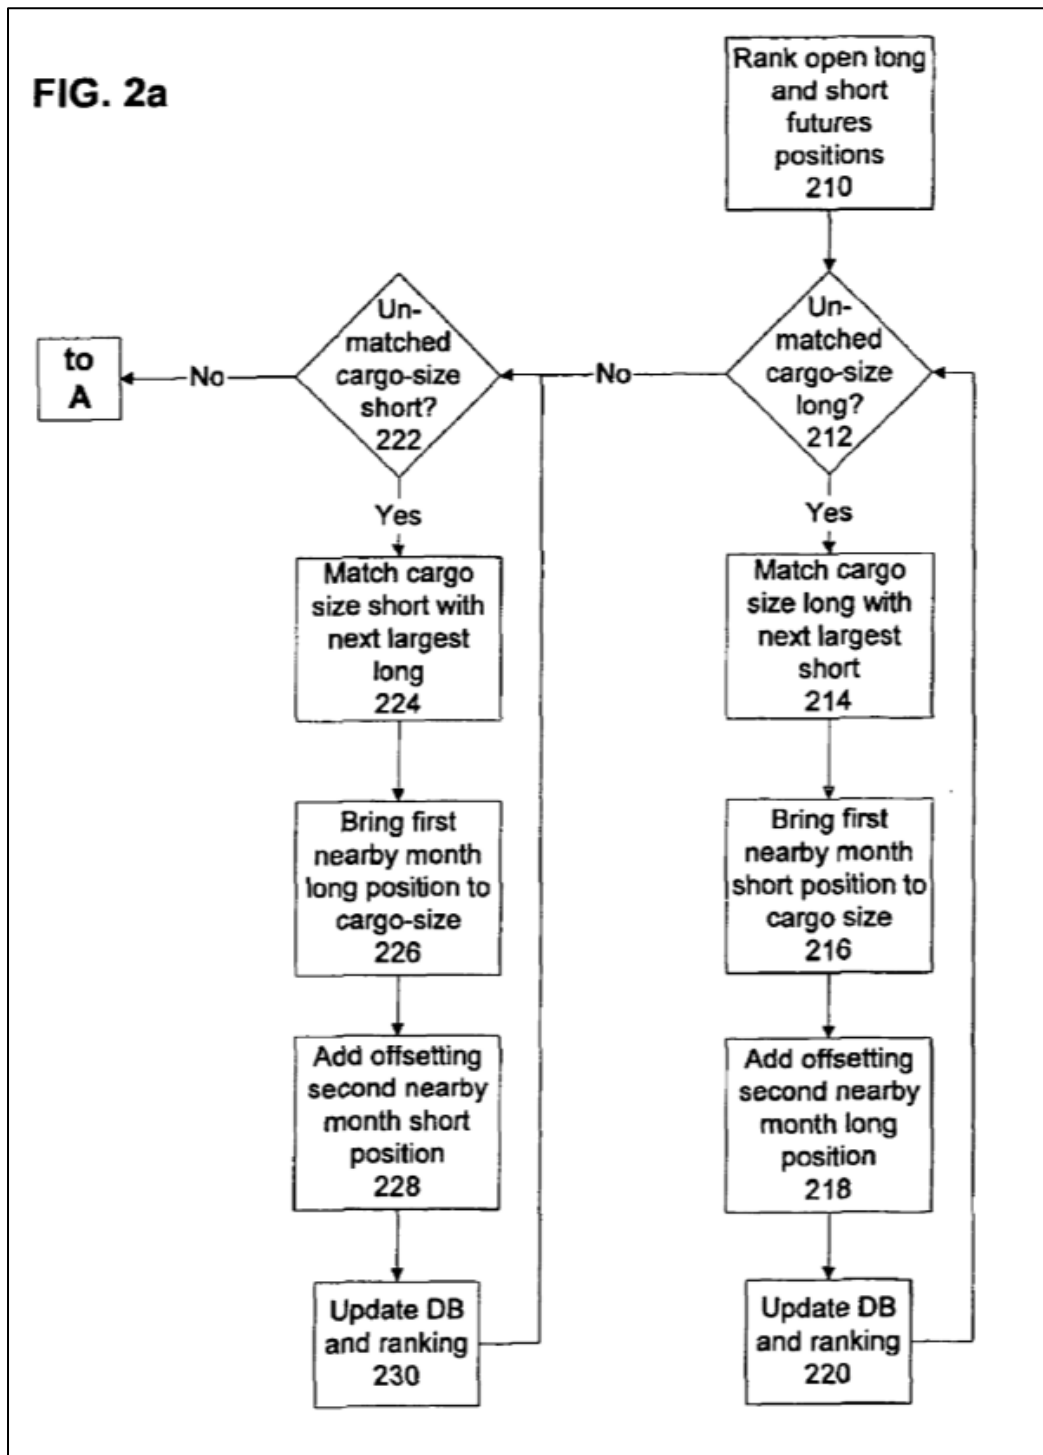 FIG. 2a
Rank open long
and short
futures
positions
210
Un-
matched
cargo-size
long?
212
No
Un-
matched
cargo-size
short?
222
No
to
A
Yes
Match cargo
size short with
next largest
long
224
Bring first
nearby month
long position to
cargo-size
226
Add offsetting
second nearby
month short
position
228
Update DB
and ranking
230
Yes
Match cargo
size long with
next largest
short
214
Bring first
nearby month
short position to
cargo size
216
Add offsetting
second nearby
month long
position
218
Update DB
and ranking
220